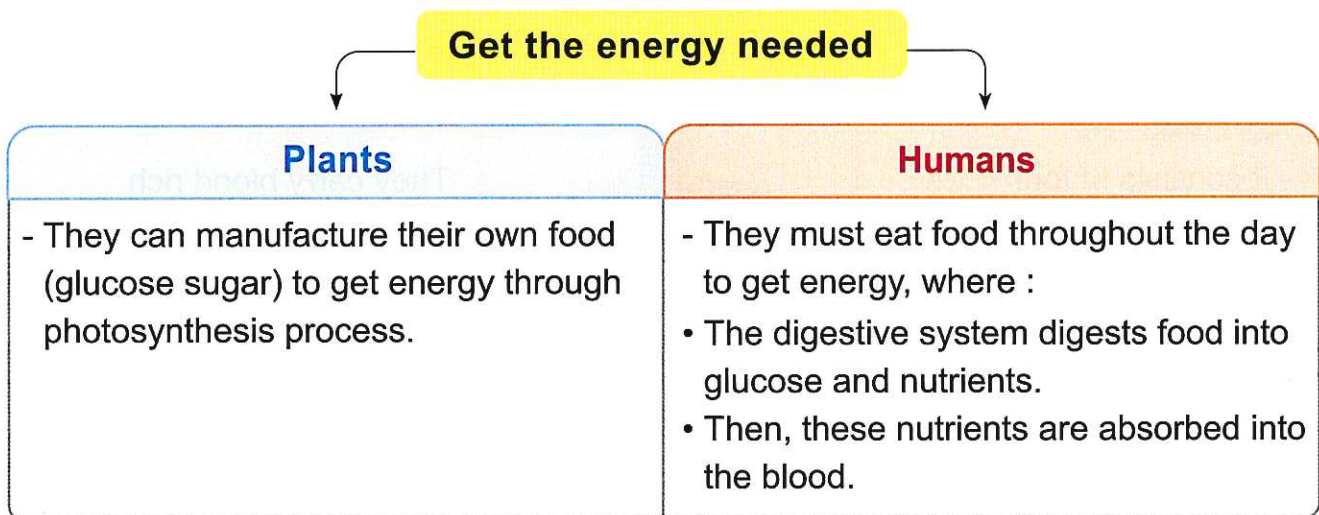 Get the energy needed
Plants
- They can manufacture their own food
(glucose sugar) to get energy through
photosynthesis process.
Humans
- They must eat food throughout the day
to get energy, where :
• The digestive system digests food into
glucose and nutrients.
• Then, these nutrients are absorbed into
the blood.